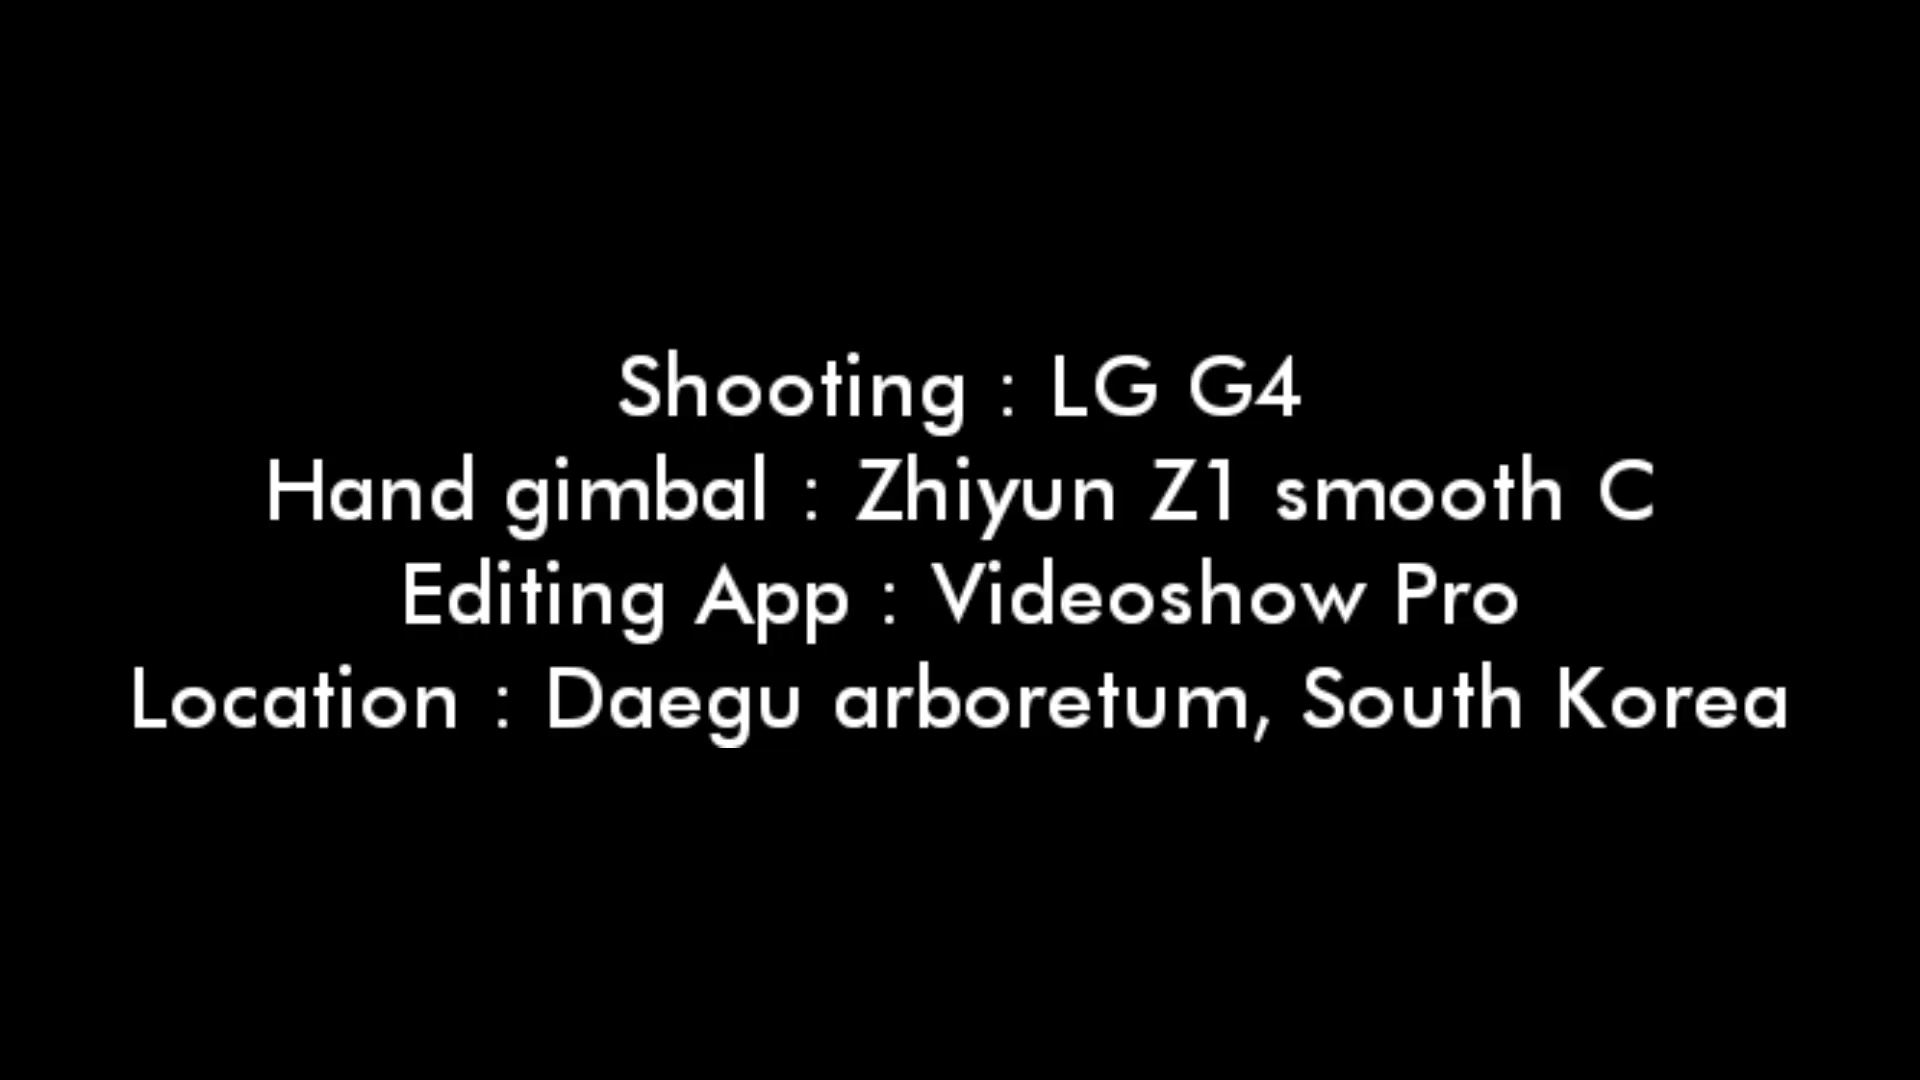 Shooting : LG G4
Hand gimbal : Zhiyun Z1 smooth C
Editing App : Videoshow Pro
Location : Daegu arboretum, South Korea